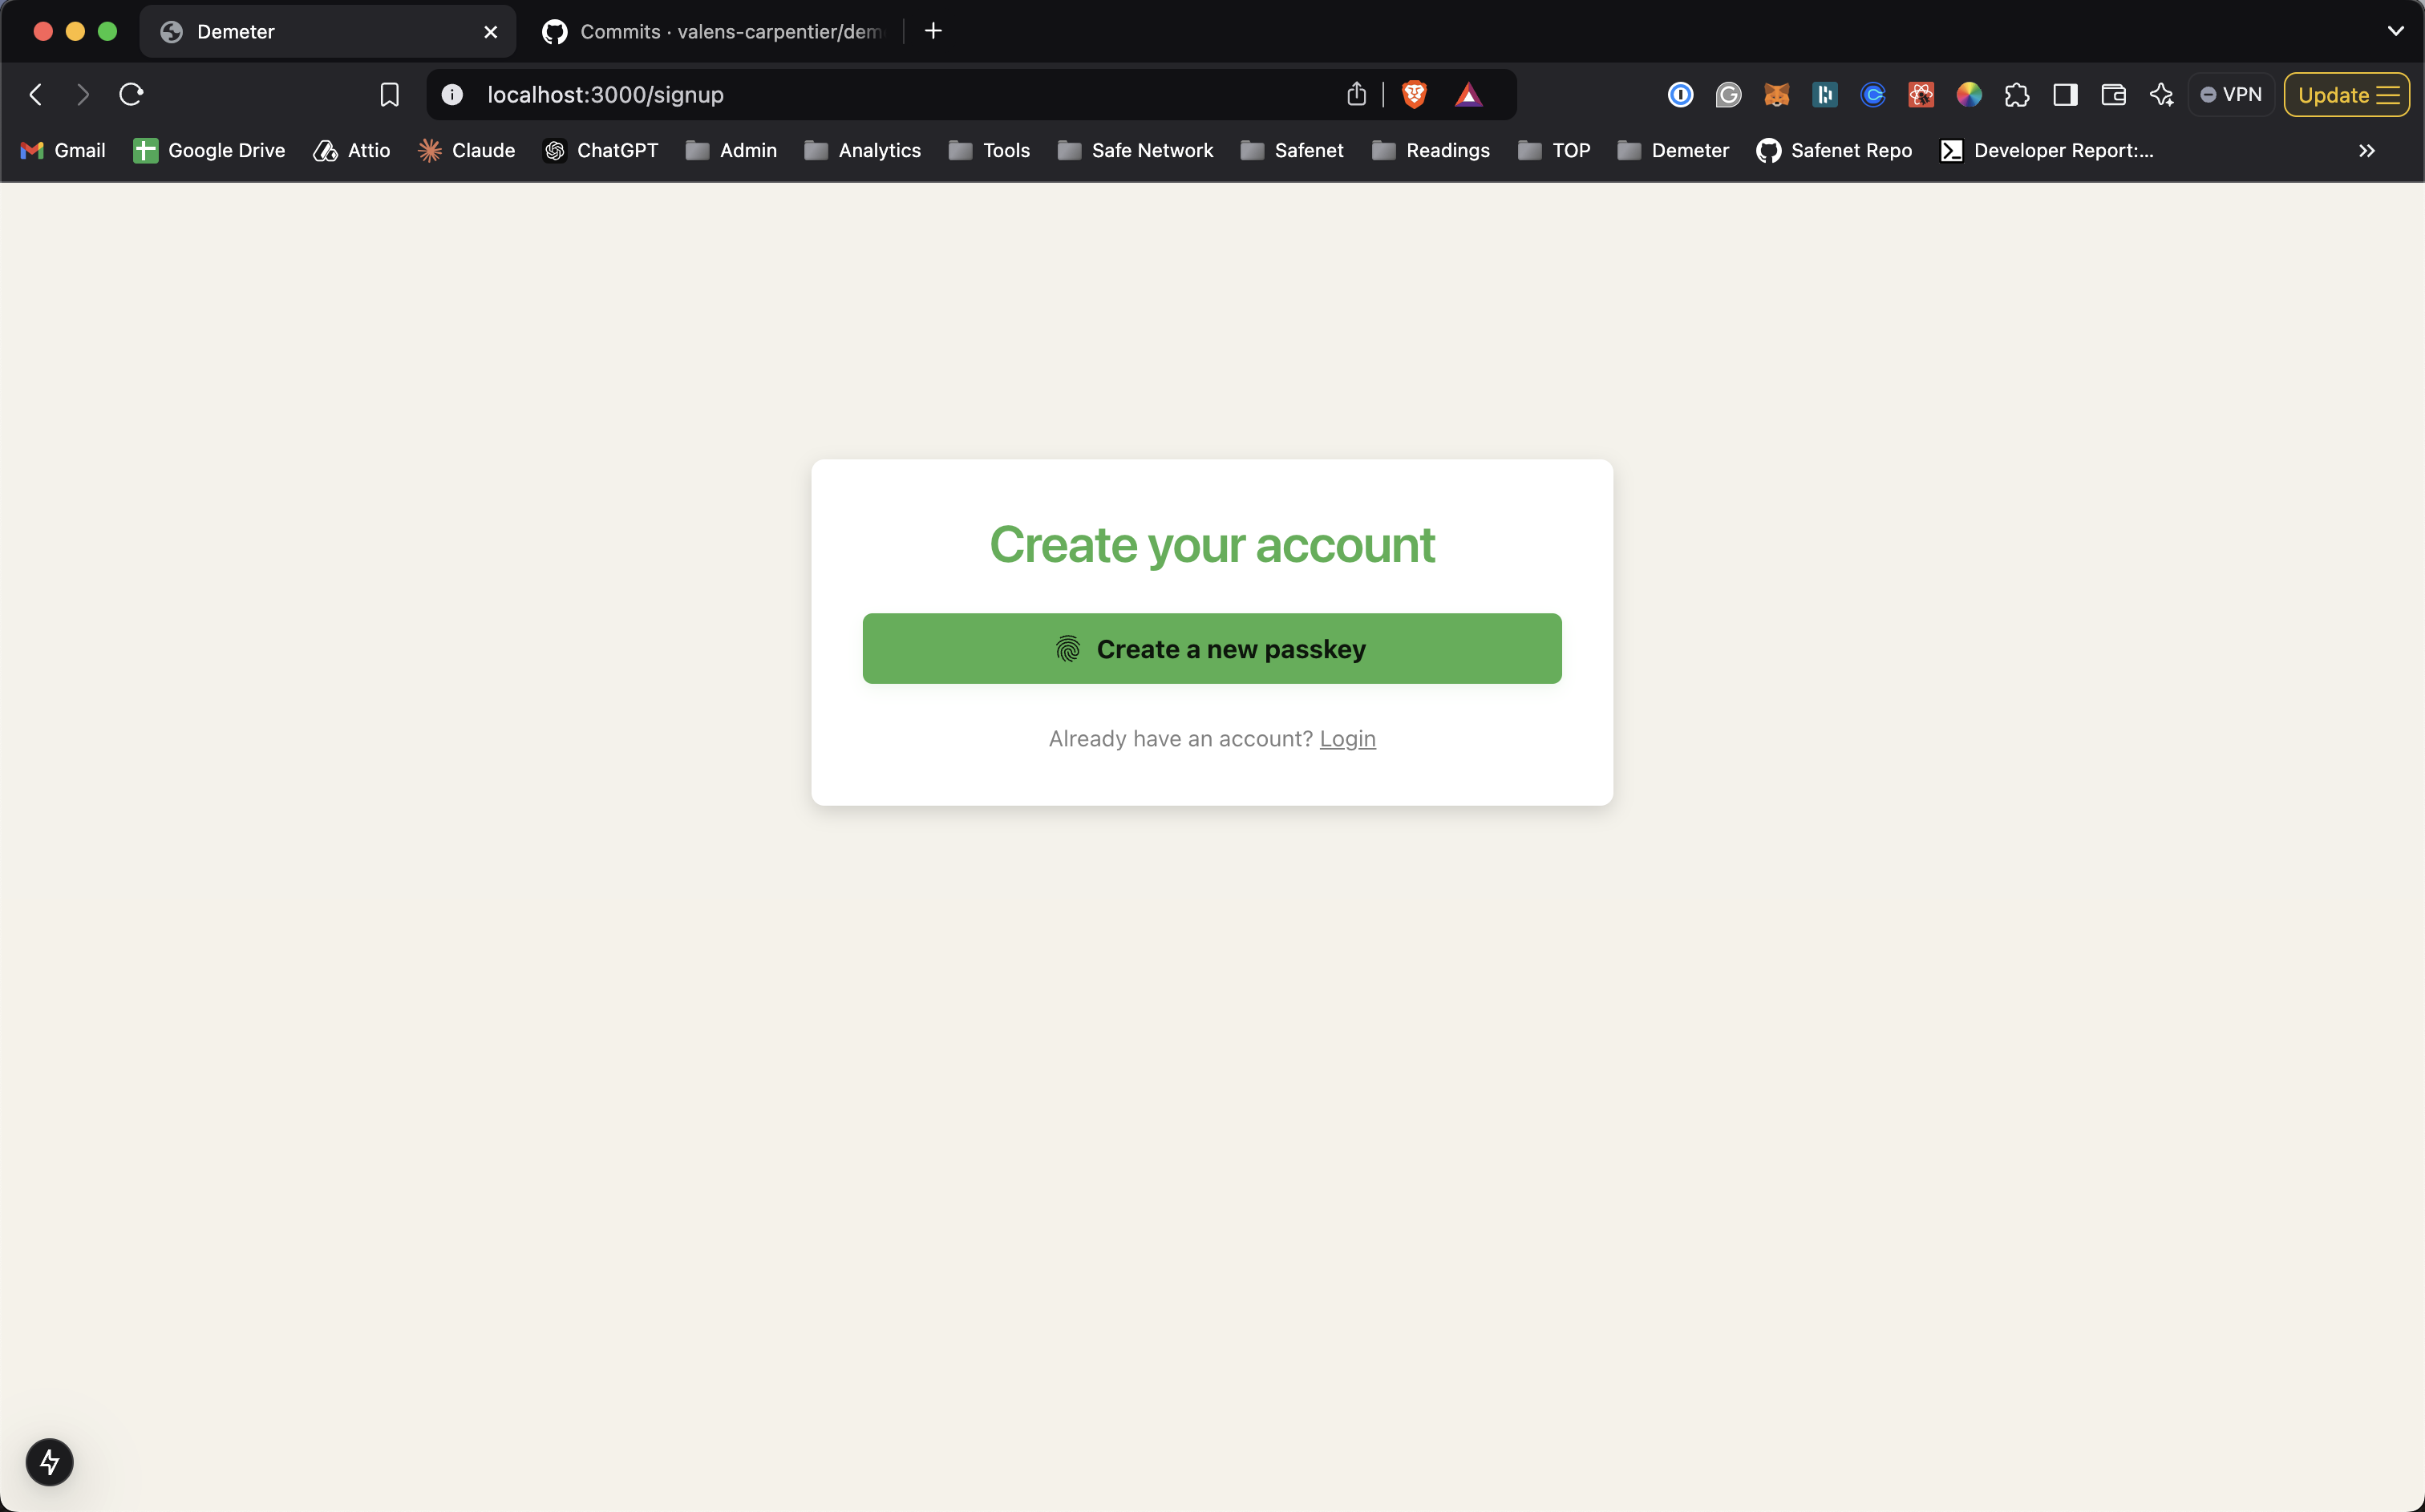 Demeter
Commits · valens-carpentier/dem
localhost:3000/signup
VPN
Update
Gmail
Google Drive
Attio
Claude
ChatGPT
Admin
Analytics
Tools
Safe Network
Safenet
Readings
TOP
Demeter
Safenet Repo
Developer Report:...
Create your account
Create a new passkey
Already have an account? Login